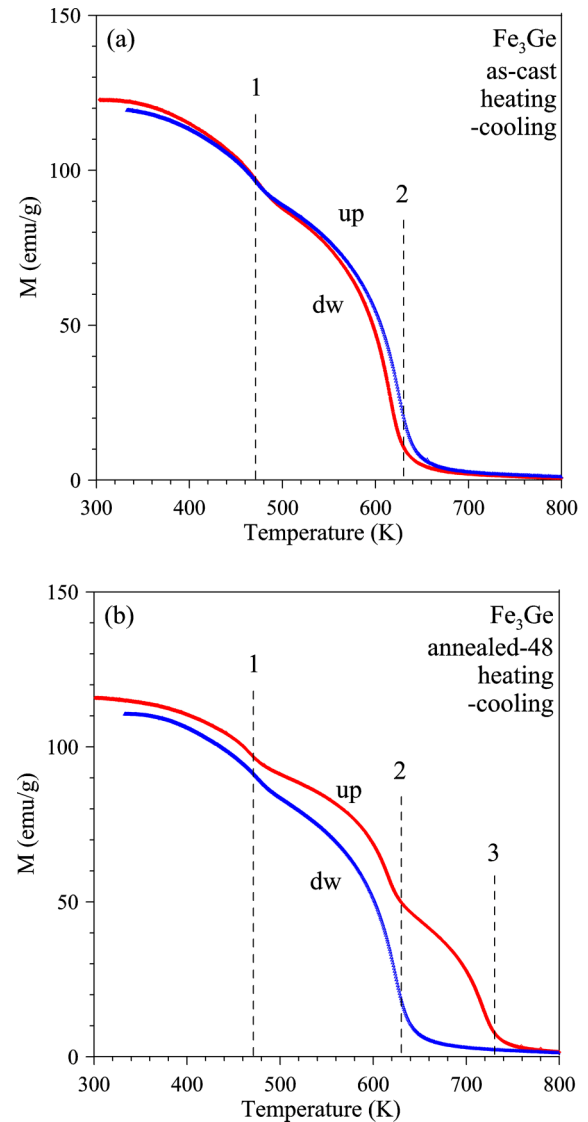 150
(a)
Fe₃Ge
as-cast
heating
-cooling
1
100
2
up
M (emu/g)
dw
50
0
300 400 500 600 700 800
Temperature (K)
150
(b)
Fe₃Ge
annealed-48
heating
-cooling
1
100
2
up
3
M (emu/g)
dw
50
0
300 400 500 600 700 800
Temperature (K)